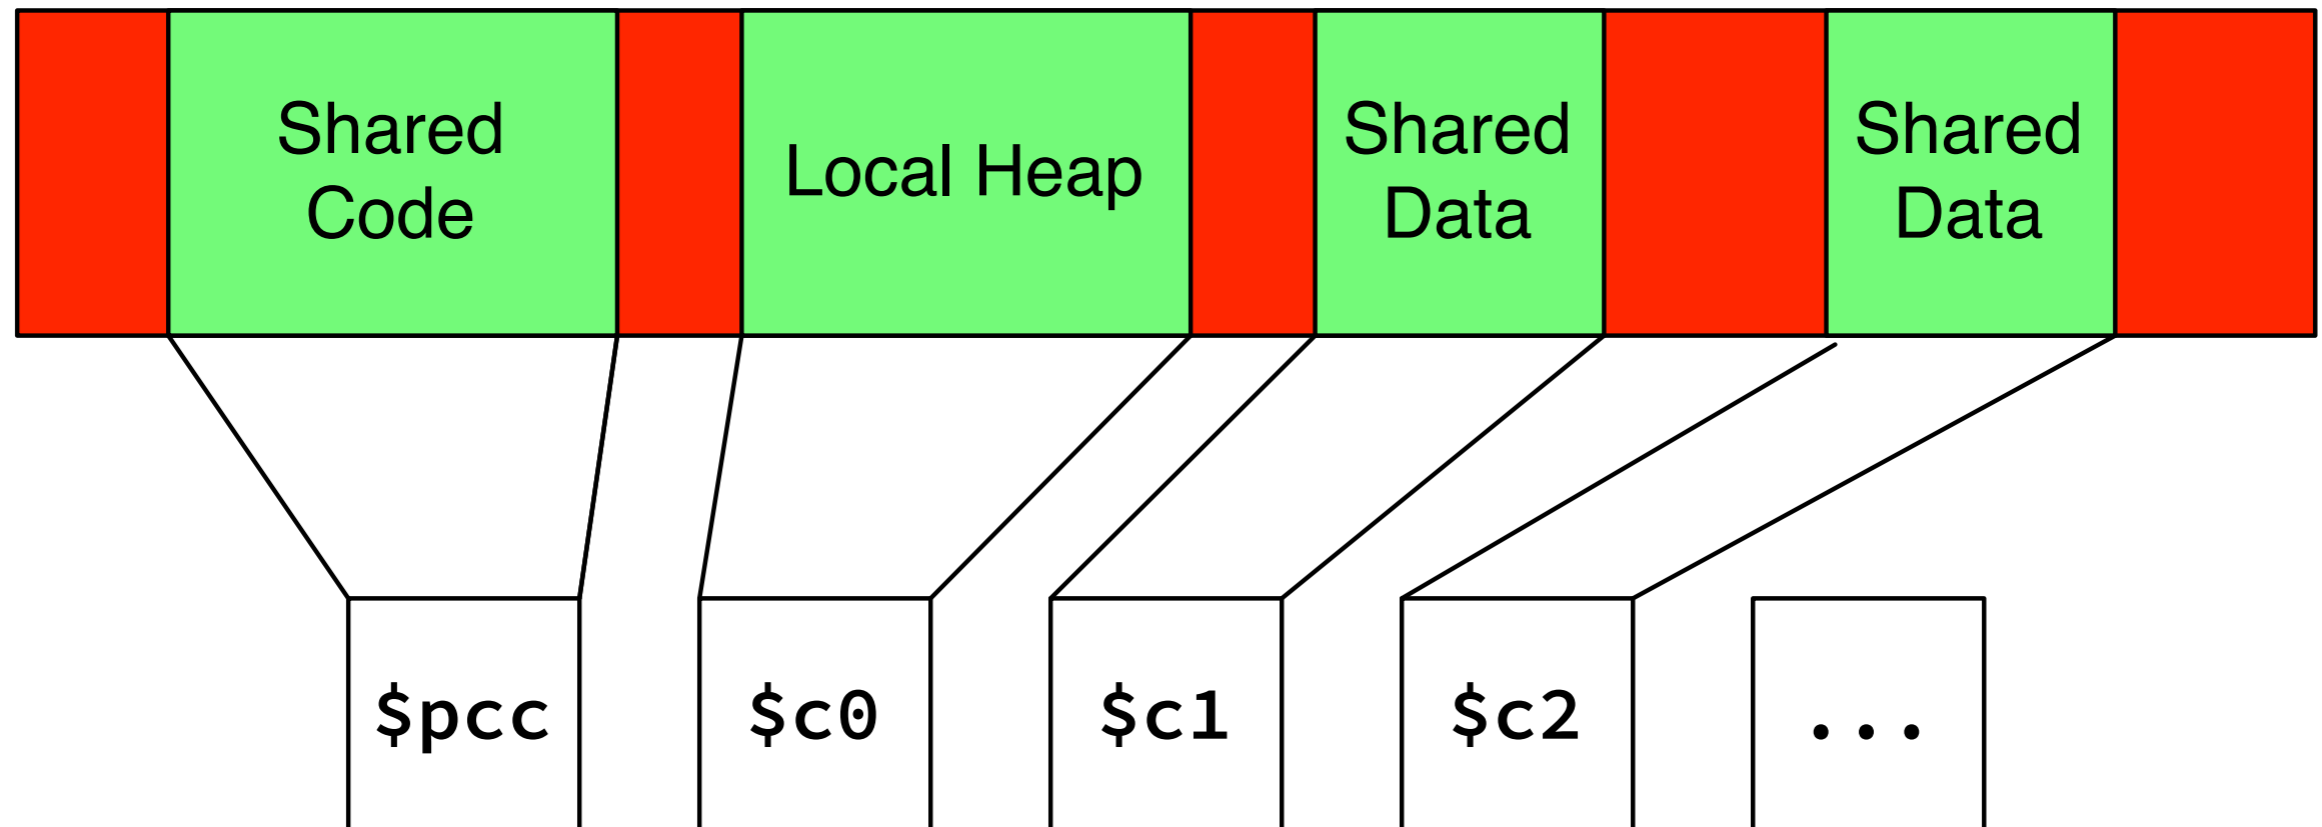 Shared
Code
Local Heap
Shared
Data
Shared
Data
$pcc
$c0
$c1
$c2
...